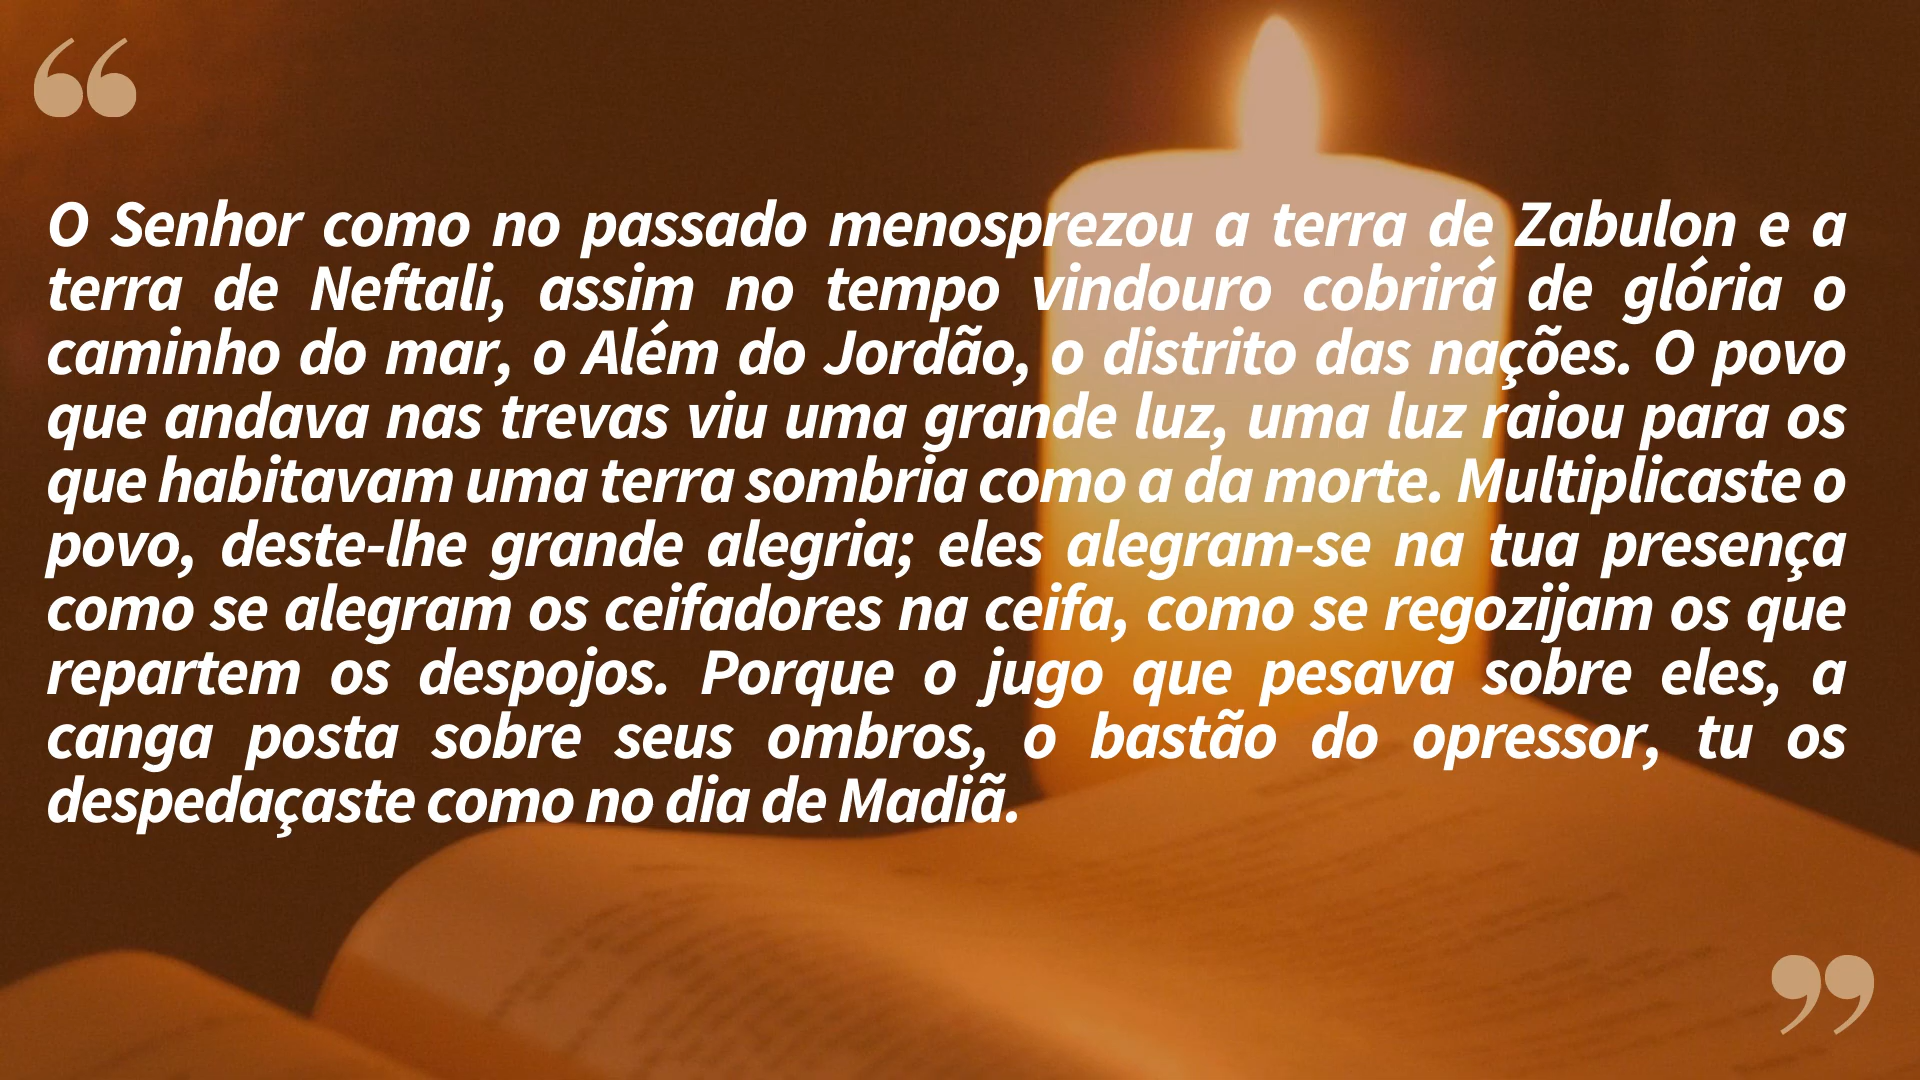 “
O Senhor como no passado menosprezou a terra de Zabulon e a
terra de Neftali, assim no tempo vindouro cobrirá de glória o
caminho do mar, o Além do Jordão, o distrito das nações. O povo
que andava nas trevas viu uma grande luz, uma luz raiou para os
que habitavam uma terra sombria como a da morte. Multiplicaste o
povo, deste-lhe grande alegria; eles alegram-se na tua presença
como se alegram os ceifadores na ceifa, como se regozijam os que
repartem os despojos. Porque o jugo que pesava sobre eles, a
canga posta sobre seus ombros, o bastão do opressor, tu os
despedaçaste como no dia de Madiã.
”